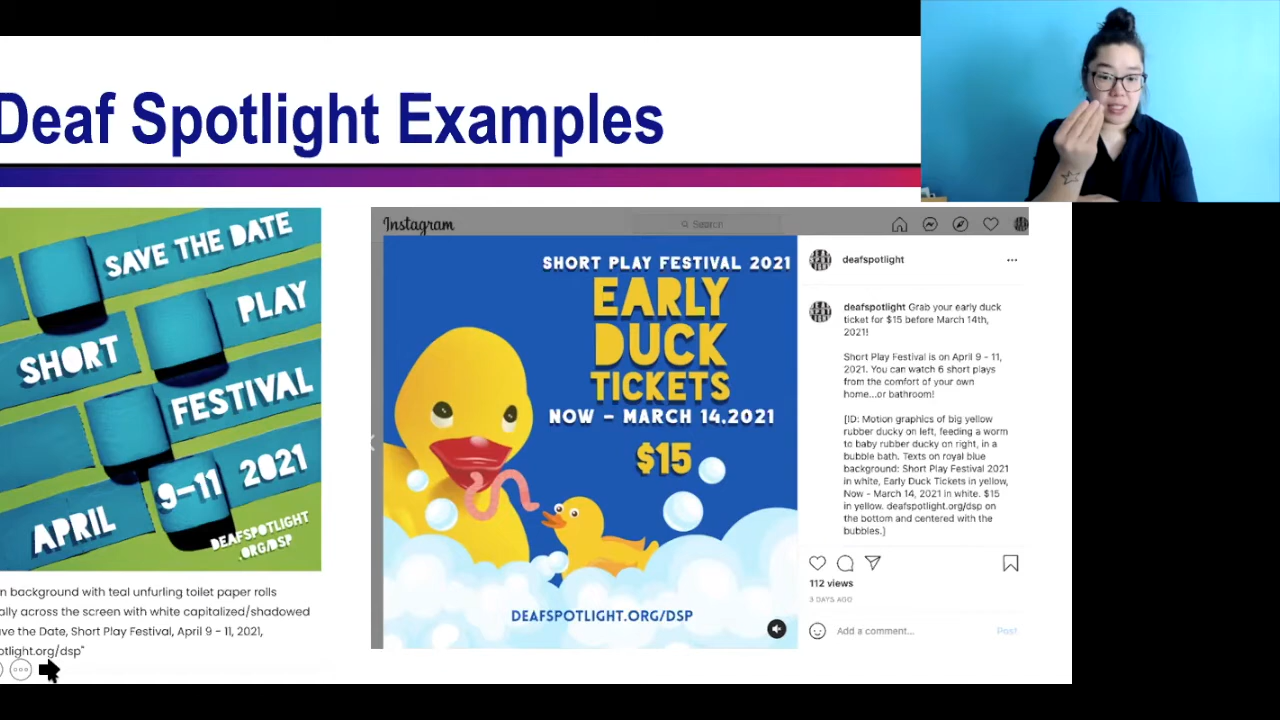 Deaf Spotlight Examples
SAVE THE DATE
PLAY
SHORT
FESTIVAL
9-11 2021
APRIL
DEAFSPOTLIGHT
.ORG/DSP
background with teal unfurling toilet paper rolls
across the screen with white capitalized/shadowed
the Date, Short Play Festival, April 9 - 11, 2021,
Instagram
Search
SHORT PLAY FESTIVAL 2021
EARLY
DUCK
TICKETS
NOW – MARCH 14,2021
$15
DEAFSPOTLIGHT.ORG/DSP
deafspotlight
deafspotlight Grab your early duck
ticket for $15 before March 14th,
2021!
Short Play Festival is on April 9 - 11,
2021. You can watch 6 short plays
from the comfort of your own
home...or bathroom!
[ID: Motion graphics of big yellow
rubber ducky on left, feeding a worm
to baby rubber ducky on right, in a
bubble bath. Texts on royal blue
background: Short Play Festival 2021
in white, Early Duck Tickets in yellow,
Now - March 14, 2021 in white. $15
in yellow. deafspotlight.org/dsp on
the bottom and centered with the
bubbles.]
112 views
3 DAYS AGO
Add a comment...
Post